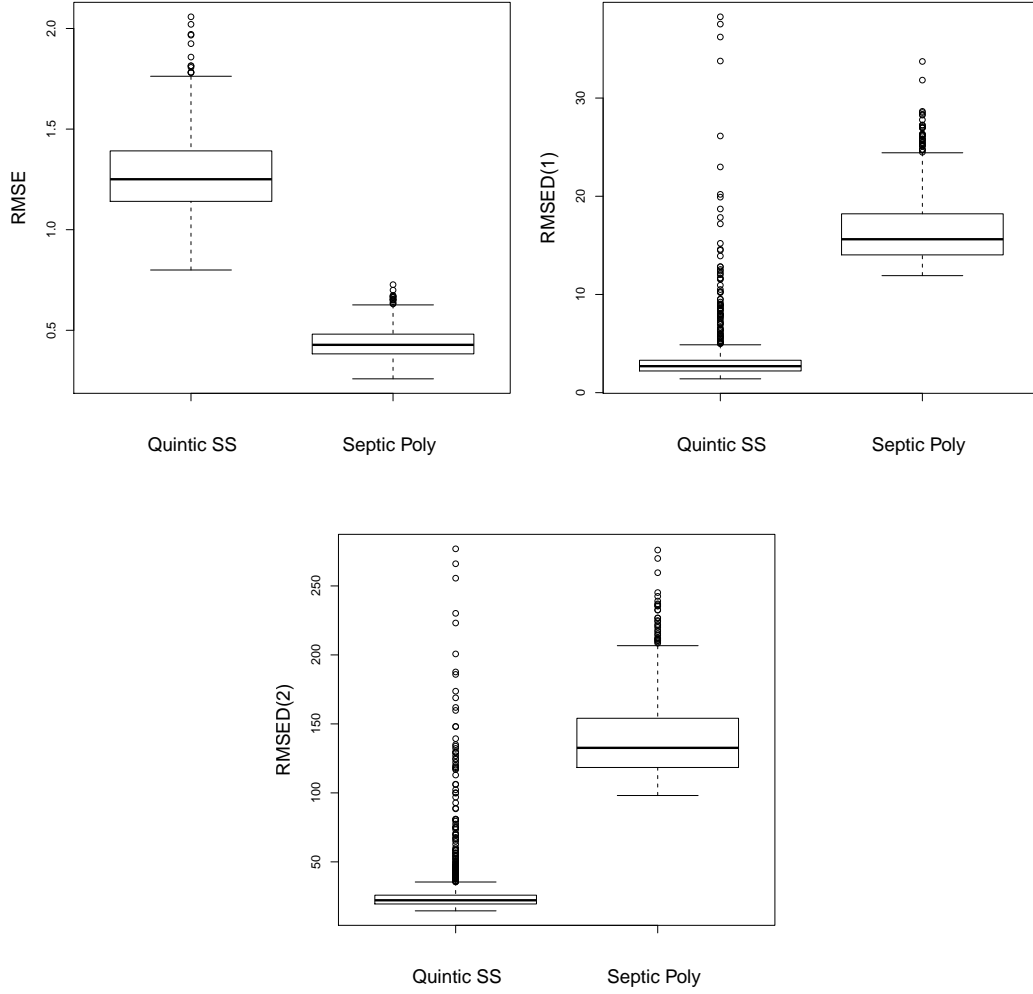 2.0
1.5
1.0
0.5
RMSE
Quintic SS
Septic Poly
30
20
10
0
RMSED(1)
Quintic SS
Septic Poly
250
200
150
100
50
RMSED(2)
Quintic SS
Septic Poly